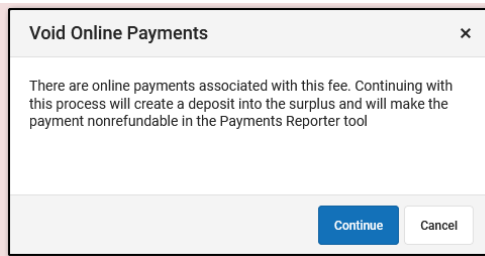 Void Online Payments ×
There are online payments associated with this fee. Continuing with
this process will create a deposit into the surplus and will make the
payment nonrefundable in the Payments Reporter tool
Continue Cancel